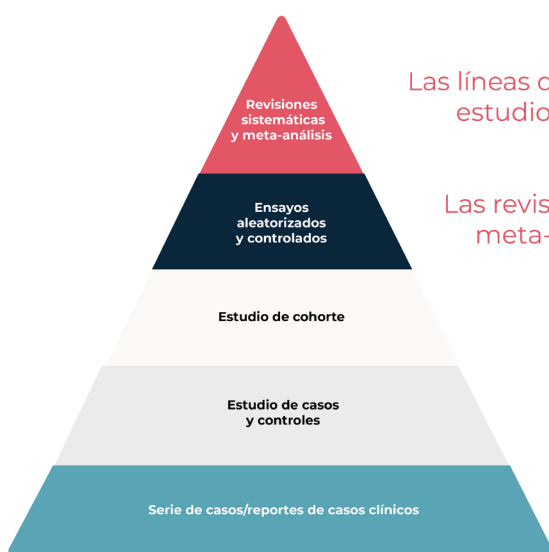 Las líneas
estudio
Las revis
meta-
Revisiones
sistemáticas
y meta-análisis
Ensayos
aleatorizados
y controlados
Estudio de cohorte
Estudio de casos
y controles
Serie de casos/reportes de casos clínicos